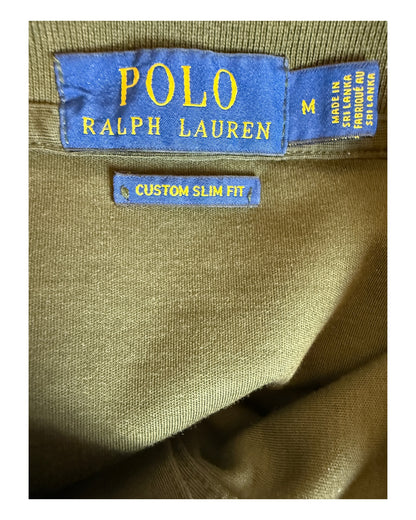 POLO
RALPH LAUREN
M
MADE IN
SRI LANKA
FABRIQUÉ AU
SRI LANKA
CUSTOM SLIM FIT